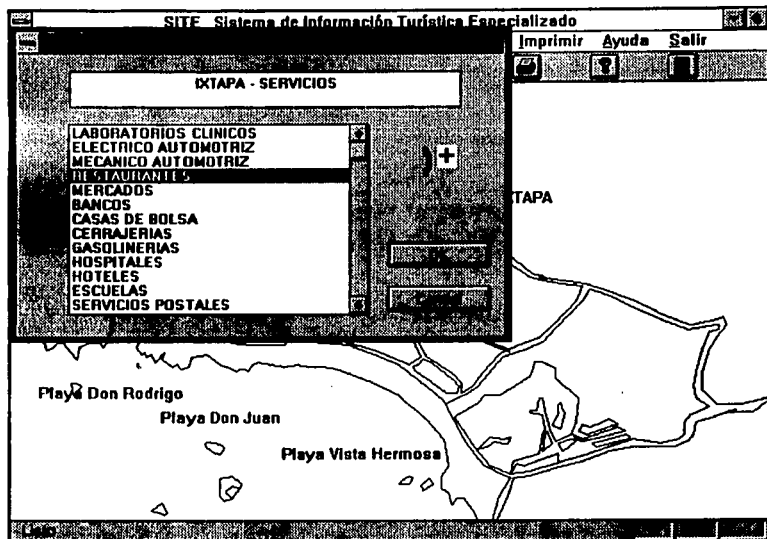 SITE Sistema de Información Turística Especializado
Imprimir Ayuda Salir
IXTAPA - SERVICIOS
LABORATORIOS CLINICOS
ELECTRICO AUTOMOTRIZ
MECANICO AUTOMOTRIZ
RESTAURANTES
MERCADOS
BANCOS
CASAS DE BOLSA
CERRAJERIAS
GASOLINERIAS
HOSPITALES
HOTELES
ESCUELAS
SERVICIOS POSTALES
XTAPA
Playa Don Rodrigo
Playa Don Juan
Playa Vista Hermosa